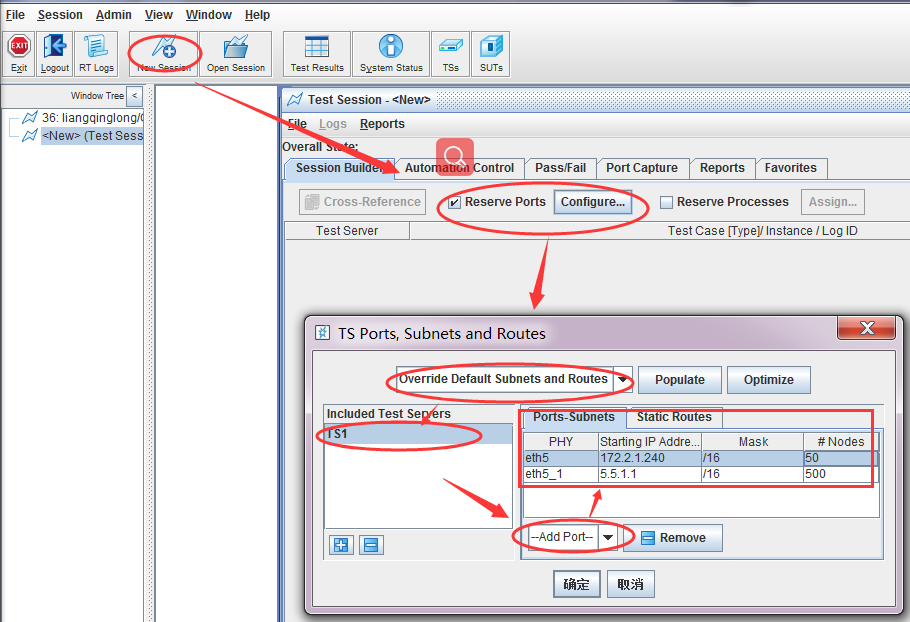 File Session Admin View Window Help
EXIT
Exit Logout RT Logs New Session Open Session Test Results System Status TSs SUTs
Window Tree <
36: liangqinglong/
<New> (Test Sess
Test Session - <New>
File Logs Reports
Overall State:
Session Builder Automation Control Pass/Fail Port Capture Reports Favorites
Cross-Reference Reserve Ports Configure... Reserve Processes Assign...
Test Server Test Case [Type]/ Instance / Log ID
TS Ports, Subnets and Routes
Override Default Subnets and Routes Populate Optimize
Included Test Servers
TS1
Ports-Subnets Static Routes
PHY Starting IP Addre... Mask # Nodes
eth5 172.2.1.240 /16 50
eth5_1 5.5.1.1 /16 500
--Add Port-- Remove
确定 取消